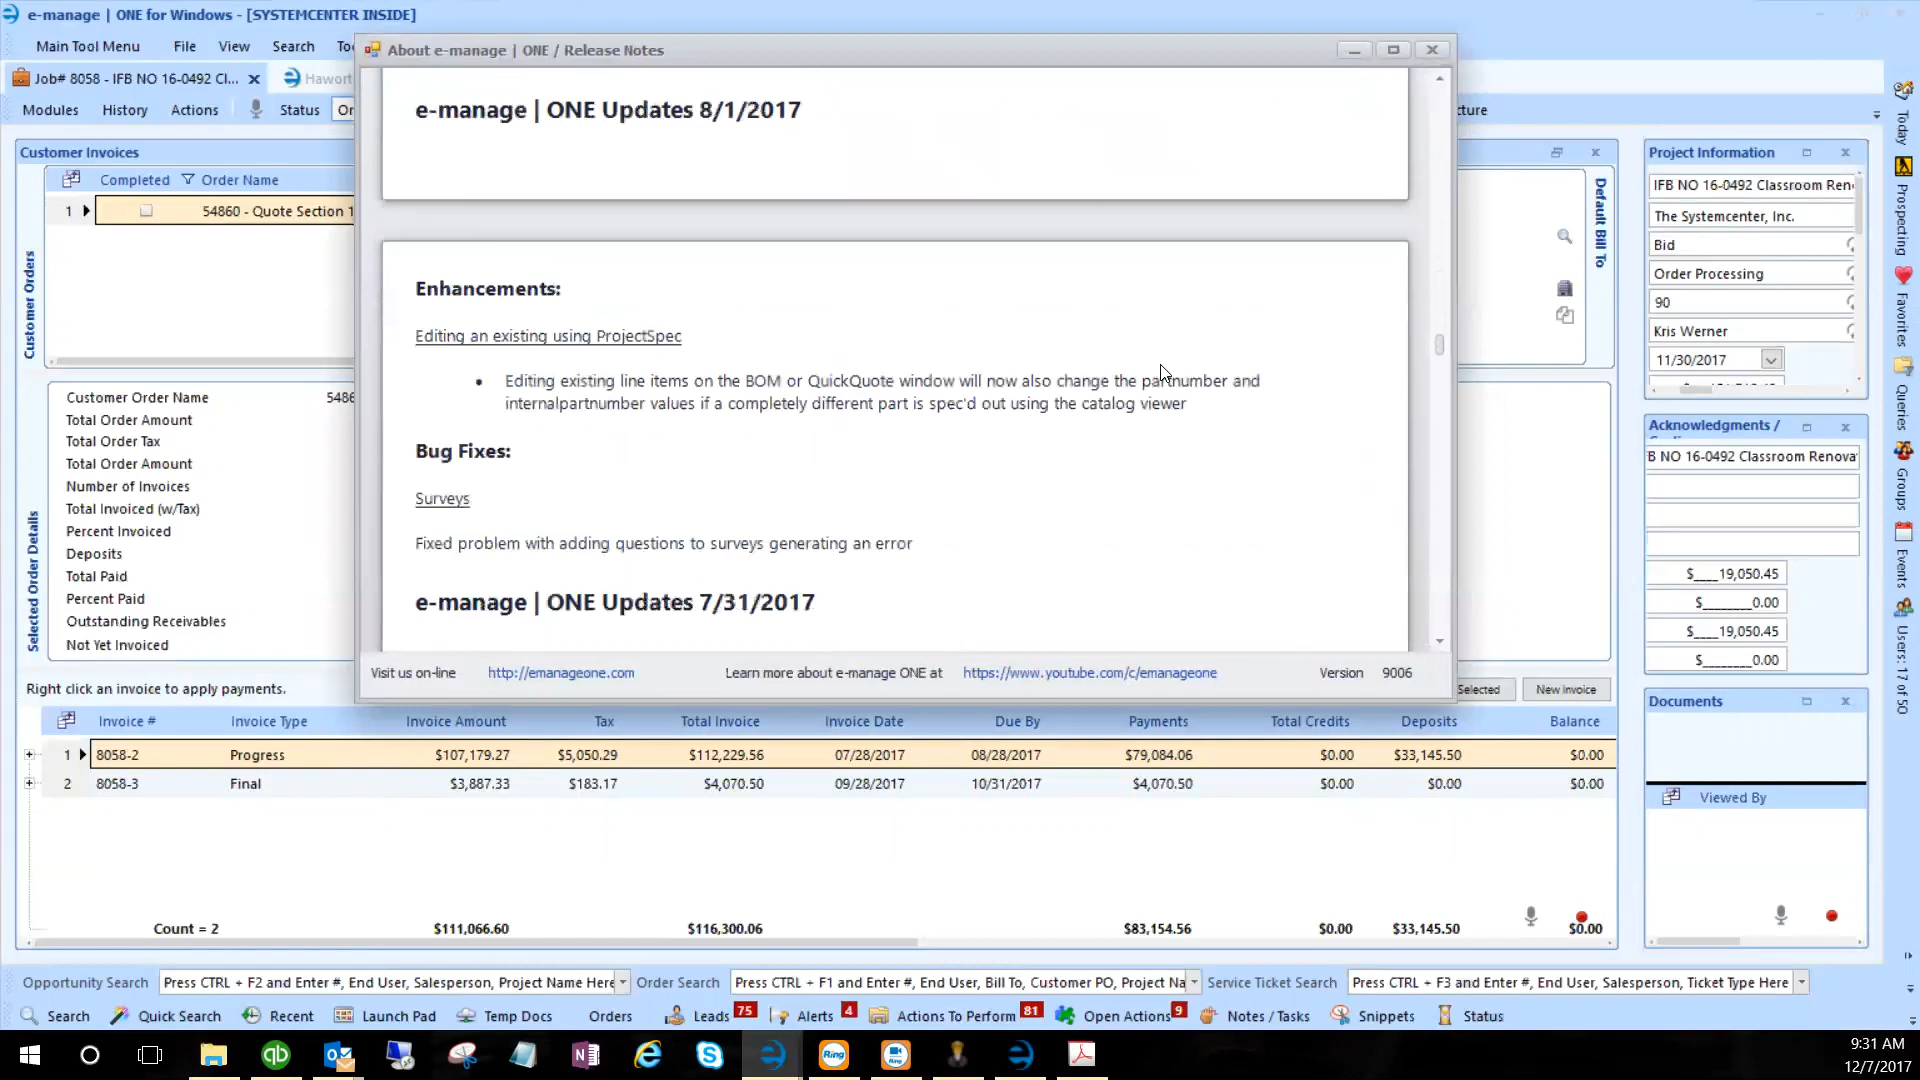 e-manage | ONE for Windows - [SYSTEMCENTER INSIDE]
Main Tool Menu File View Search
About e-manage | ONE / Release Notes
Job# 8058 - IFB NO 16-0492 Cl...
Modules History Actions Status
e-manage | ONE Updates 8/1/2017
Enhancements:
Editing an existing using ProjectSpec
• Editing existing line items on the BOM or QuickQuote window will now also change the partnumber and
internalpartnumber values if a completely different part is spec'd out using the catalog viewer
Bug Fixes:
Surveys
Fixed problem with adding questions to surveys generating an error
e-manage | ONE Updates 7/31/2017
Visit us on-line http://emanageone.com Learn more about e-manage ONE at https://www.youtube.com/c/emanageone Version 9006
Customer Invoices
Completed Order Name
1 54860 - Quote Section 1
Customer Orders
Default Bill To
Selected Order Details
Customer Order Name
Total Order Amount
Total Order Tax
Total Order Amount
Number of Invoices
Total Invoiced (w/Tax)
Percent Invoiced
Deposits
Total Paid
Percent Paid
Outstanding Receivables
Not Yet Invoiced
Project Information
IFB NO 16-0492 Classroom Ren
The Systemcenter, Inc.
Bid
Order Processing
90
Kris Werner
11/30/2017
Acknowledgments /
B NO 16-0492 Classroom Renova
$____19,050.45
$________0.00
$____19,050.45
$________0.00
Documents
Viewed By
Today
Prospecting
Favorites
Queries
Groups
Events
Users: 17 of 50
Right click an invoice to apply payments. Selected New Invoice
Invoice # Invoice Type Invoice Amount Tax Total Invoice Invoice Date Due By Payments Total Credits Deposits Balance
1 8058-2 Progress $107,179.27 $5,050.29 $112,229.56 07/28/2017 08/28/2017 $79,084.06 $0.00 $33,145.50 $0.00
2 8058-3 Final $3,887.33 $183.17 $4,070.50 09/28/2017 10/31/2017 $4,070.50 $0.00 $0.00 $0.00
Count = 2 $111,066.60 $116,300.06 $83,154.56 $0.00 $33,145.50 $0.00
Opportunity Search Press CTRL + F2 and Enter #, End User, Salesperson, Project Name Here Order Search Press CTRL + F1 and Enter #, End User, Bill To, Customer PO, Project Na Service Ticket Search Press CTRL + F3 and Enter #, End User, Salesperson, Ticket Type Here
Search Quick Search Recent Launch Pad Temp Docs Orders Leads 75 Alerts 4 Actions To Perform 81 Open Actions 9 Notes / Tasks Snippets Status
Ring Ring
9:31 AM
12/7/2017